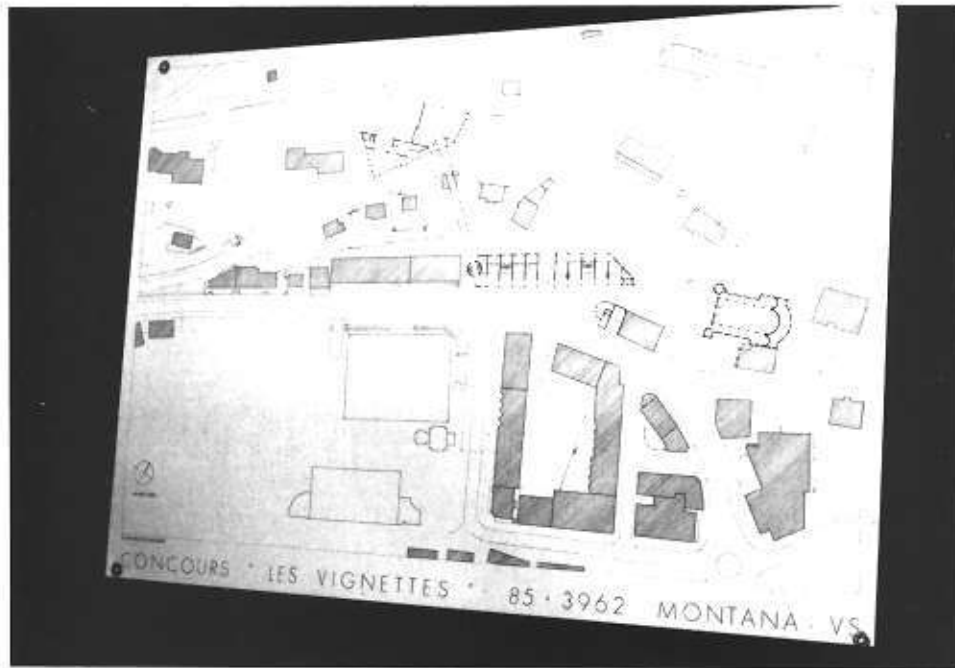 CONCOURS " LES VIGNETTES " 85 • 3962 MONTANA • VS